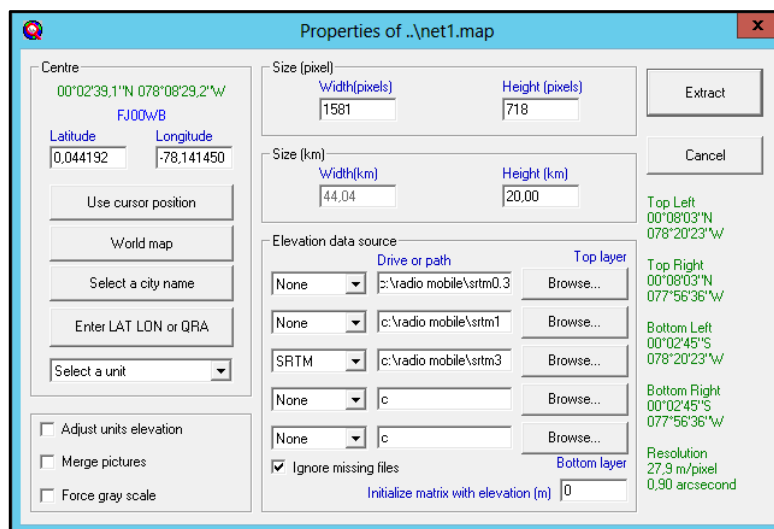 Properties of ..\net1.map
x
Centre
00°02'39,1"N 078°08'29,2"W
FJ00WB
Latitude Longitude
0,044192 -78,141450
Use cursor position
World map
Select a city name
Enter LAT LON or QRA
Select a unit
Adjust units elevation
Merge pictures
Force gray scale
Size (pixel)
Width(pixels) Height (pixels)
1581 718
Size (km)
Width(km) Height (km)
44,04 20,00
Elevation data source
Drive or path Top layer
None c:\radio mobile\srtm0.3 Browse...
None c:\radio mobile\srtm1 Browse...
SRTM c:\radio mobile\srtm3 Browse...
None c Browse...
None c Browse...
Ignore missing files Bottom layer
Initialize matrix with elevation (m) 0
Extract
Cancel
Top Left
00°08'03"N
078°20'23"W
Top Right
00°08'03"N
077°56'36"W
Bottom Left
00°02'45"S
078°20'23"W
Bottom Right
00°02'45"S
077°56'36"W
Resolution
27,9 m/pixel
0,90 arcsecond